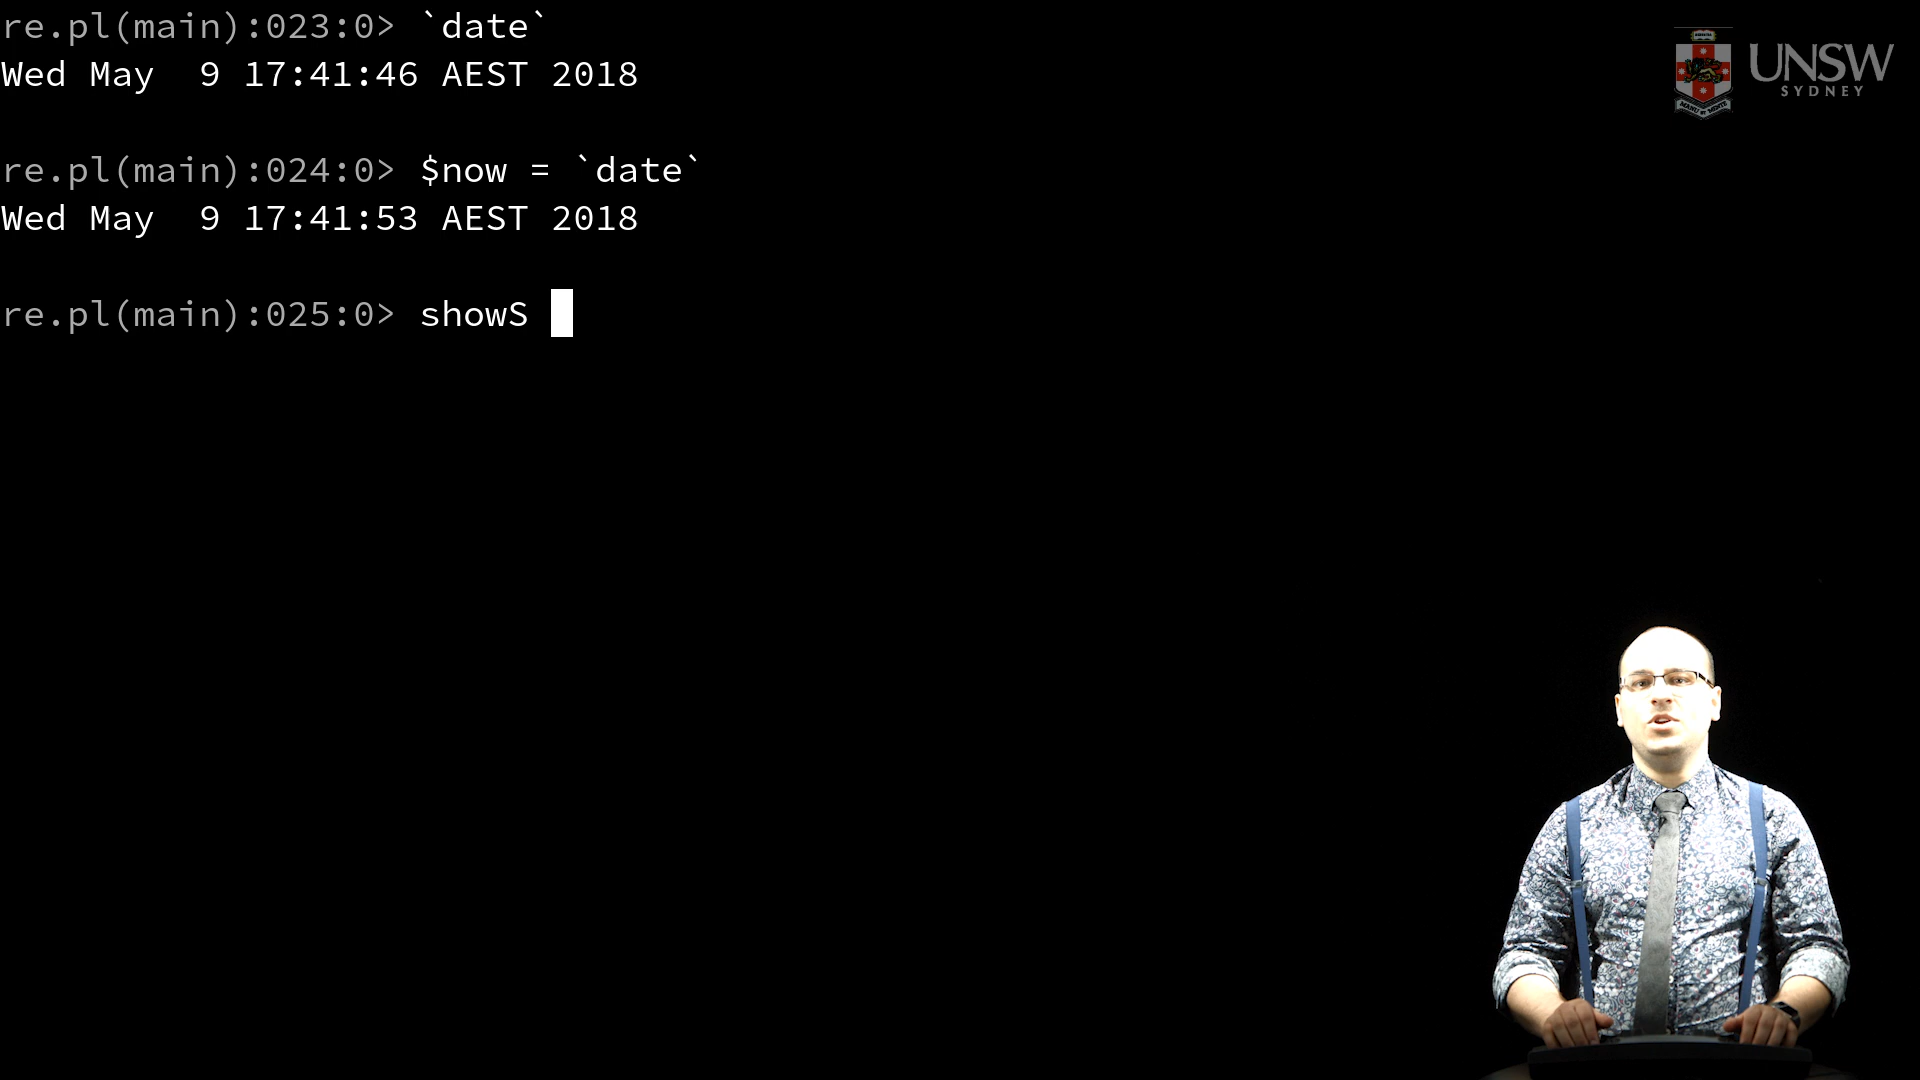 re.pl(main):023:0> `date`
Wed May  9 17:41:46 AEST 2018
re.pl(main):024:0> $now = `date`
Wed May  9 17:41:53 AEST 2018
re.pl(main):025:0> showS
UNSW
SYDNEY